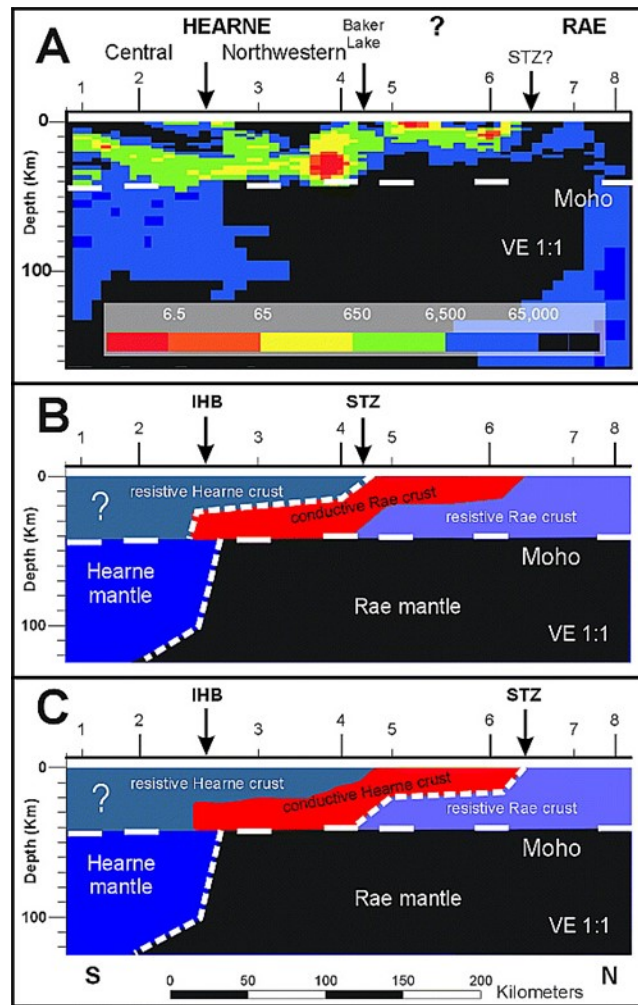 A
HEARNE
Baker
Lake
?
RAE
Central
Northwestern
STZ?
1 2 3 4 5 6 7 8
0
100
Depth (Km)
Moho
VE 1:1
6.5 65 650 6,500 65,000
B
IHB STZ
1 2 3 4 5 6 7 8
0
100
Depth (Km)
?
resistive Hearne crust
conductive Rae crust
resistive Rae crust
Moho
Hearne
mantle
Rae mantle
VE 1:1
C
IHB STZ
1 2 3 4 5 6 7 8
0
100
Depth (Km)
?
resistive Hearne crust
conductive Hearne crust
resistive Rae crust
Moho
Hearne
mantle
Rae mantle
VE 1:1
S N
0 50 100 150 200
Kilometers